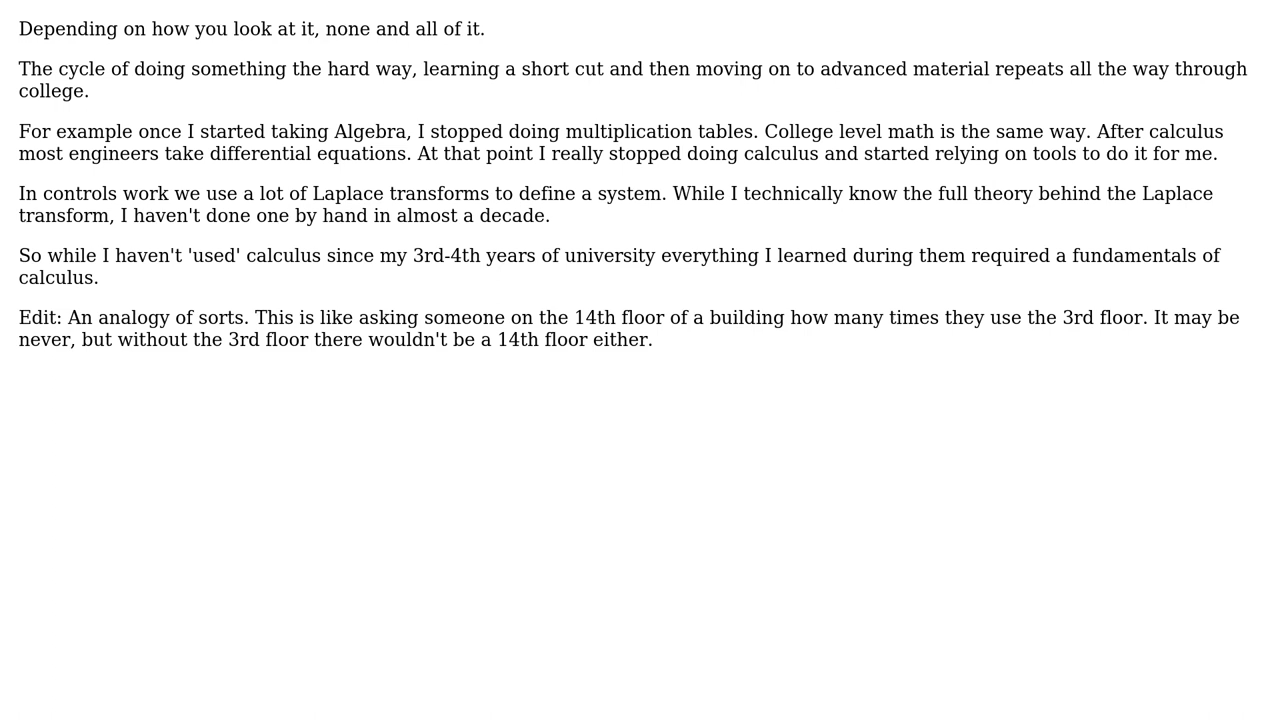 Depending on how you look at it, none and all of it.
The cycle of doing something the hard way, learning a short cut and then moving on to advanced material repeats all the way through
college.
For example once I started taking Algebra, I stopped doing multiplication tables. College level math is the same way. After calculus
most engineers take differential equations. At that point I really stopped doing calculus and started relying on tools to do it for me.
In controls work we use a lot of Laplace transforms to define a system. While I technically know the full theory behind the Laplace
transform, I haven't done one by hand in almost a decade.
So while I haven't 'used' calculus since my 3rd-4th years of university everything I learned during them required a fundamentals of
calculus.
Edit: An analogy of sorts. This is like asking someone on the 14th floor of a building how many times they use the 3rd floor. It may be
never, but without the 3rd floor there wouldn't be a 14th floor either.